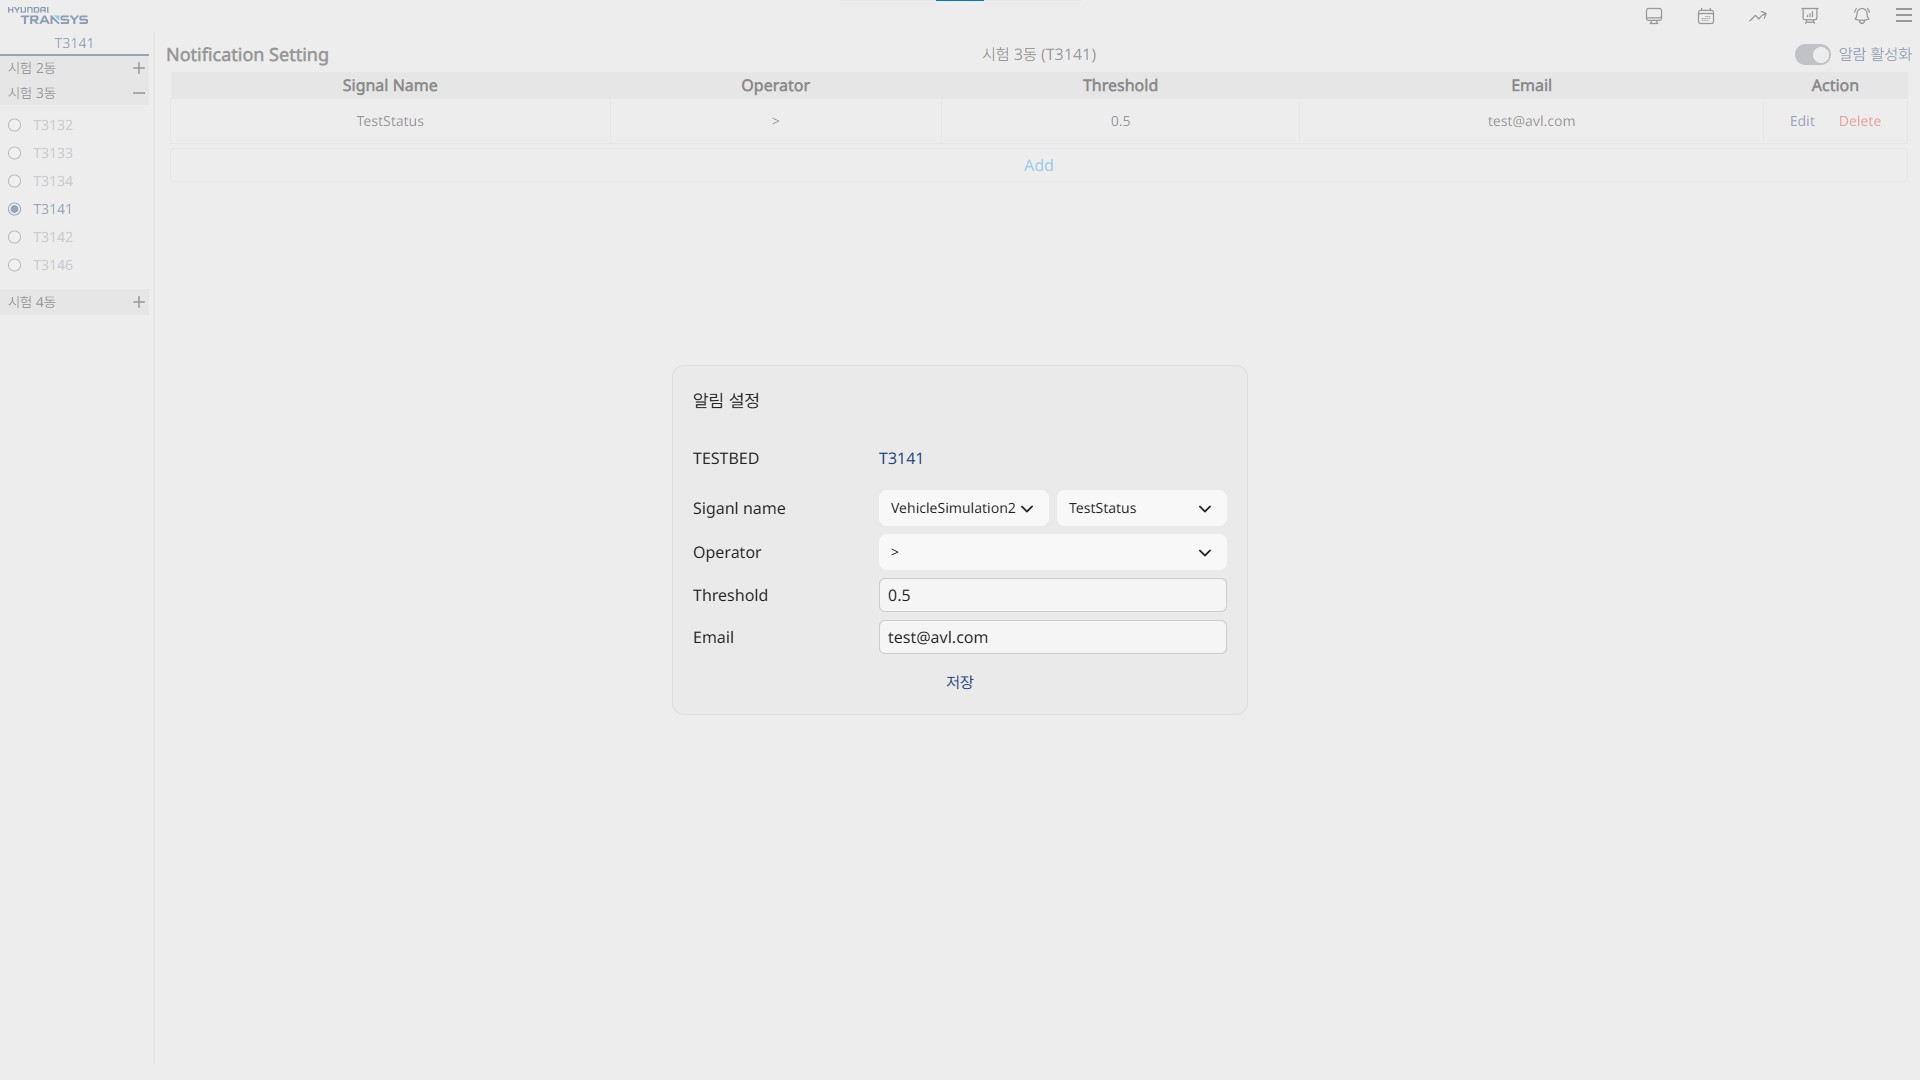 HYUNDAI
TRANSYS
T3141
시험 2동
시험 3동
T3132
T3133
T3134
T3141
T3142
T3146
시험 4동
Notification Setting
시험 3동 (T3141)
알람 활성화
Signal Name Operator Threshold Email Action
TestStatus > 0.5 test@avl.com Edit Delete
Add
알림 설정
TESTBED T3141
Siganl name VehicleSimulation2 TestStatus
Operator >
Threshold 0.5
Email test@avl.com
저장